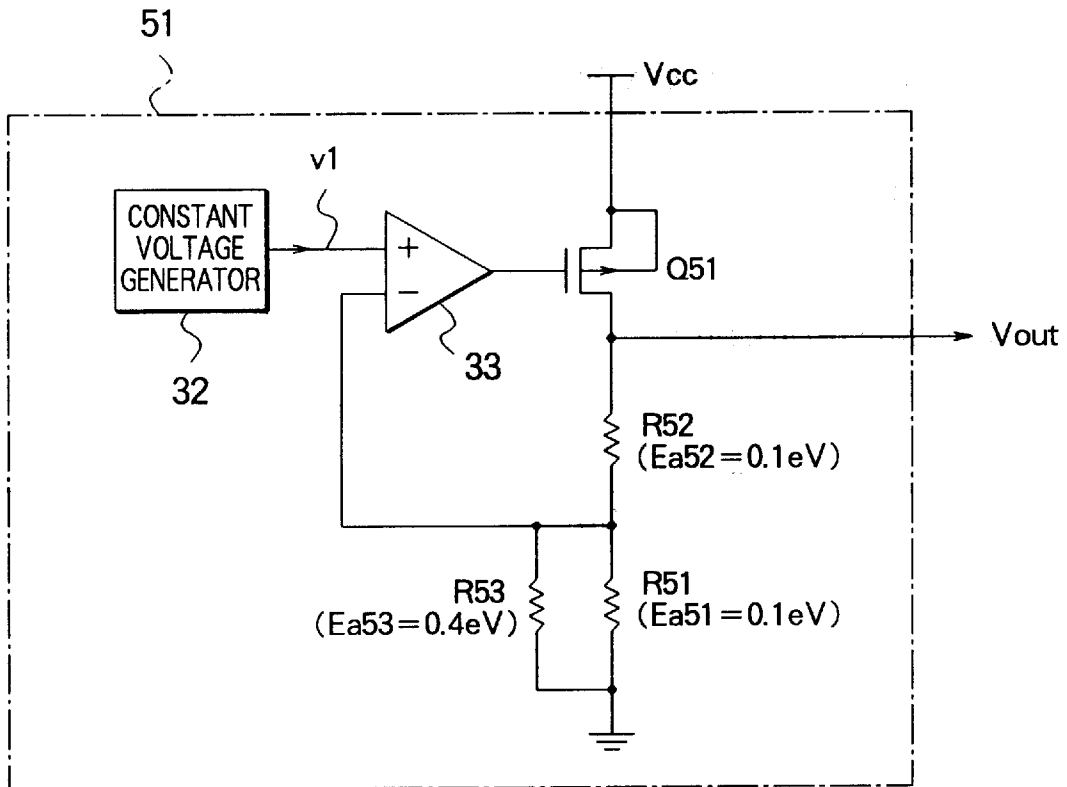 51
Vcc
v1
CONSTANT
VOLTAGE
GENERATOR
+
−
Q51
33
32
Vout
R52
(Ea52=0.1eV)
R53
(Ea53=0.4eV)
R51
(Ea51=0.1eV)